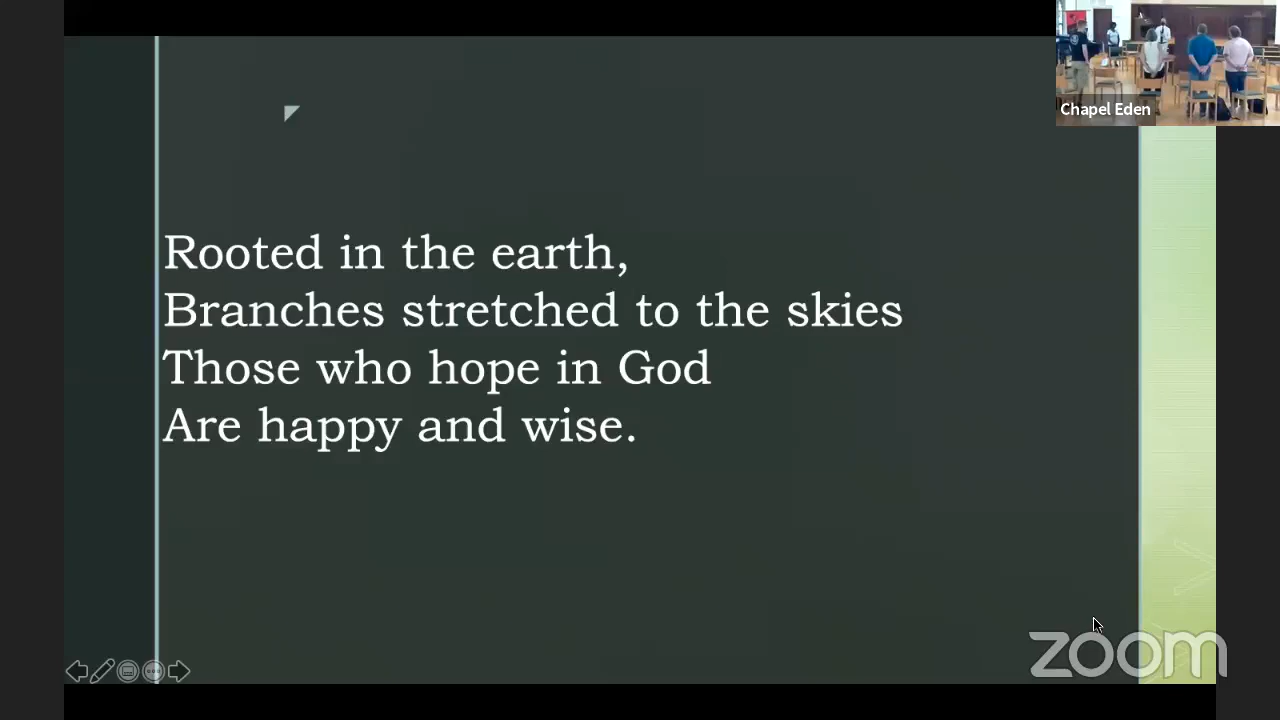 Chapel Eden
Rooted in the earth,
Branches stretched to the skies
Those who hope in God
Are happy and wise.
zoom